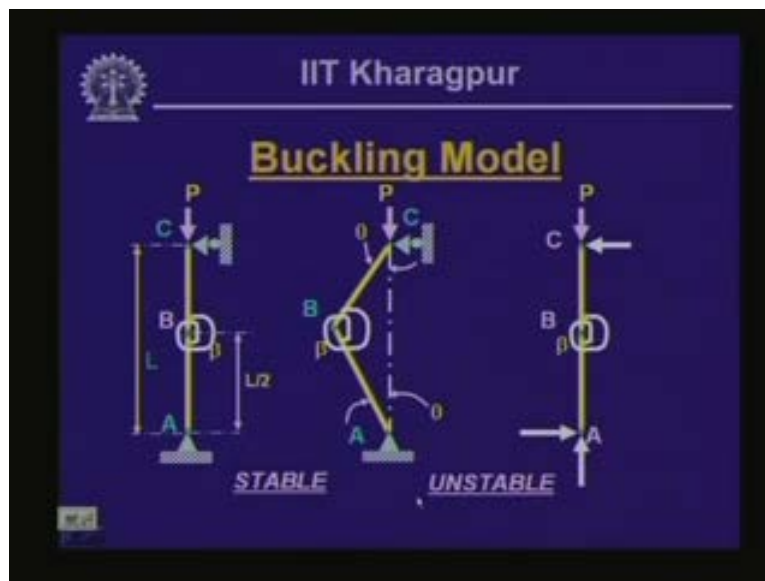 IIT Kharagpur
Buckling Model
P P P
C θ C C
B B B
β β β
L L/2
A A θ A
STABLE UNSTABLE